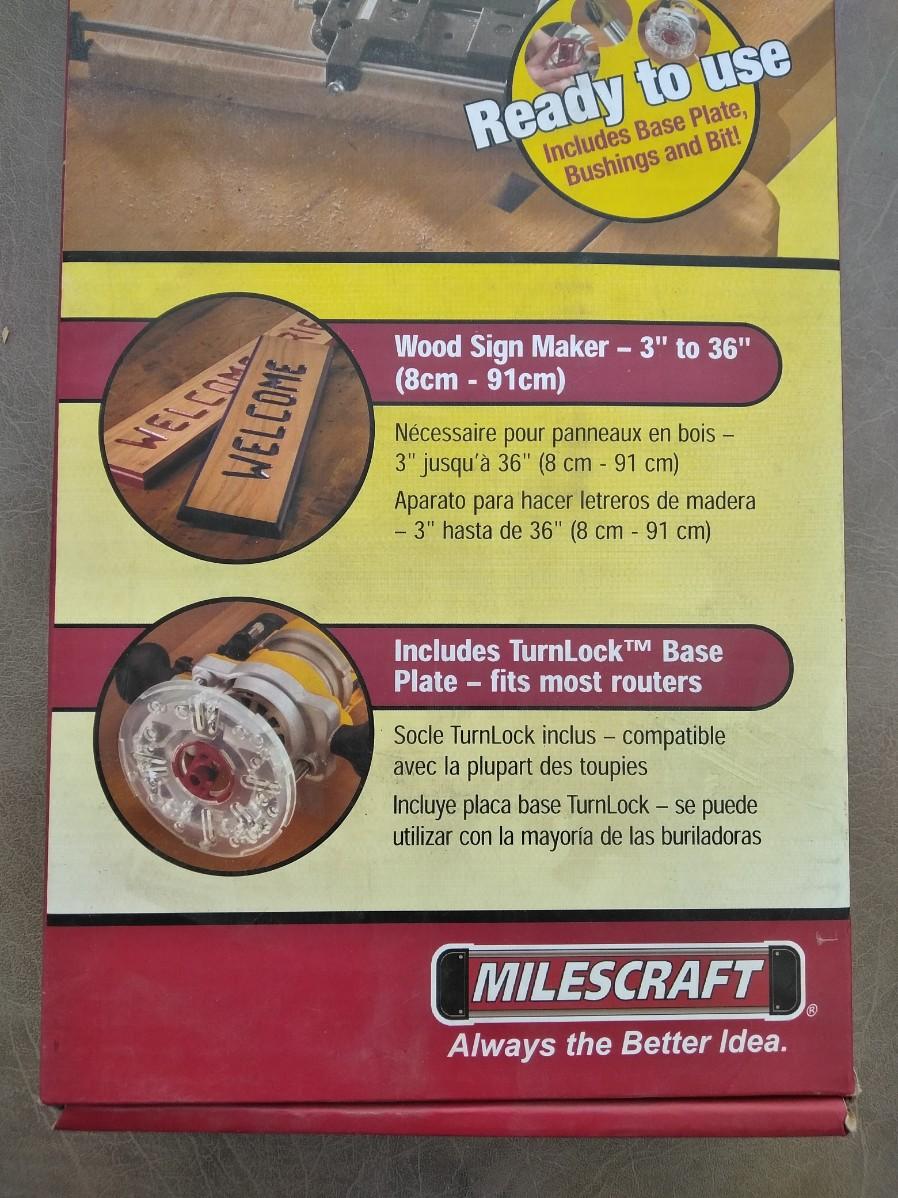 Ready to use
Includes Base Plate,
Bushings and Bit!
Wood Sign Maker – 3" to 36"
(8cm - 91cm)
WELCOME
WELCOME
Nécessaire pour panneaux en bois –
3" jusqu'à 36" (8 cm - 91 cm)
Aparato para hacer letreros de madera
– 3" hasta de 36" (8 cm - 91 cm)
Includes TurnLock™ Base
Plate – fits most routers
Socle TurnLock inclus – compatible
avec la plupart des toupies
Incluye placa base TurnLock – se puede
utilizar con la mayoría de las buriladoras
MILESCRAFT®
Always the Better Idea.